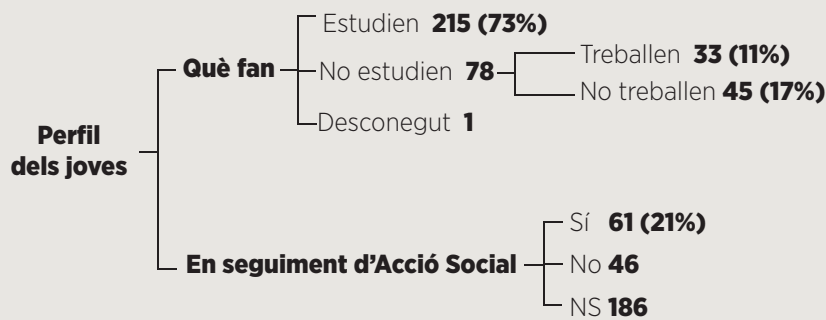 Perfil
dels joves
Què fan
Estudien 215 (73%)
No estudien 78
Treballen 33 (11%)
No treballen 45 (17%)
Desconegut 1
En seguiment d'Acció Social
Sí 61 (21%)
No 46
NS 186